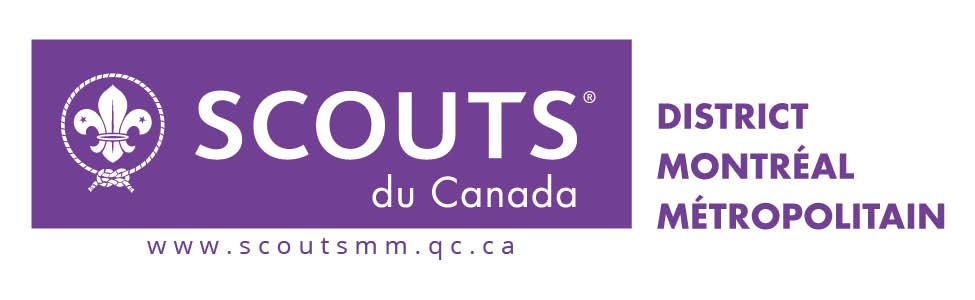 SCOUTS®
du Canada
www.scoutsmm.qc.ca
DISTRICT
MONTRÉAL
MÉTROPOLITAIN